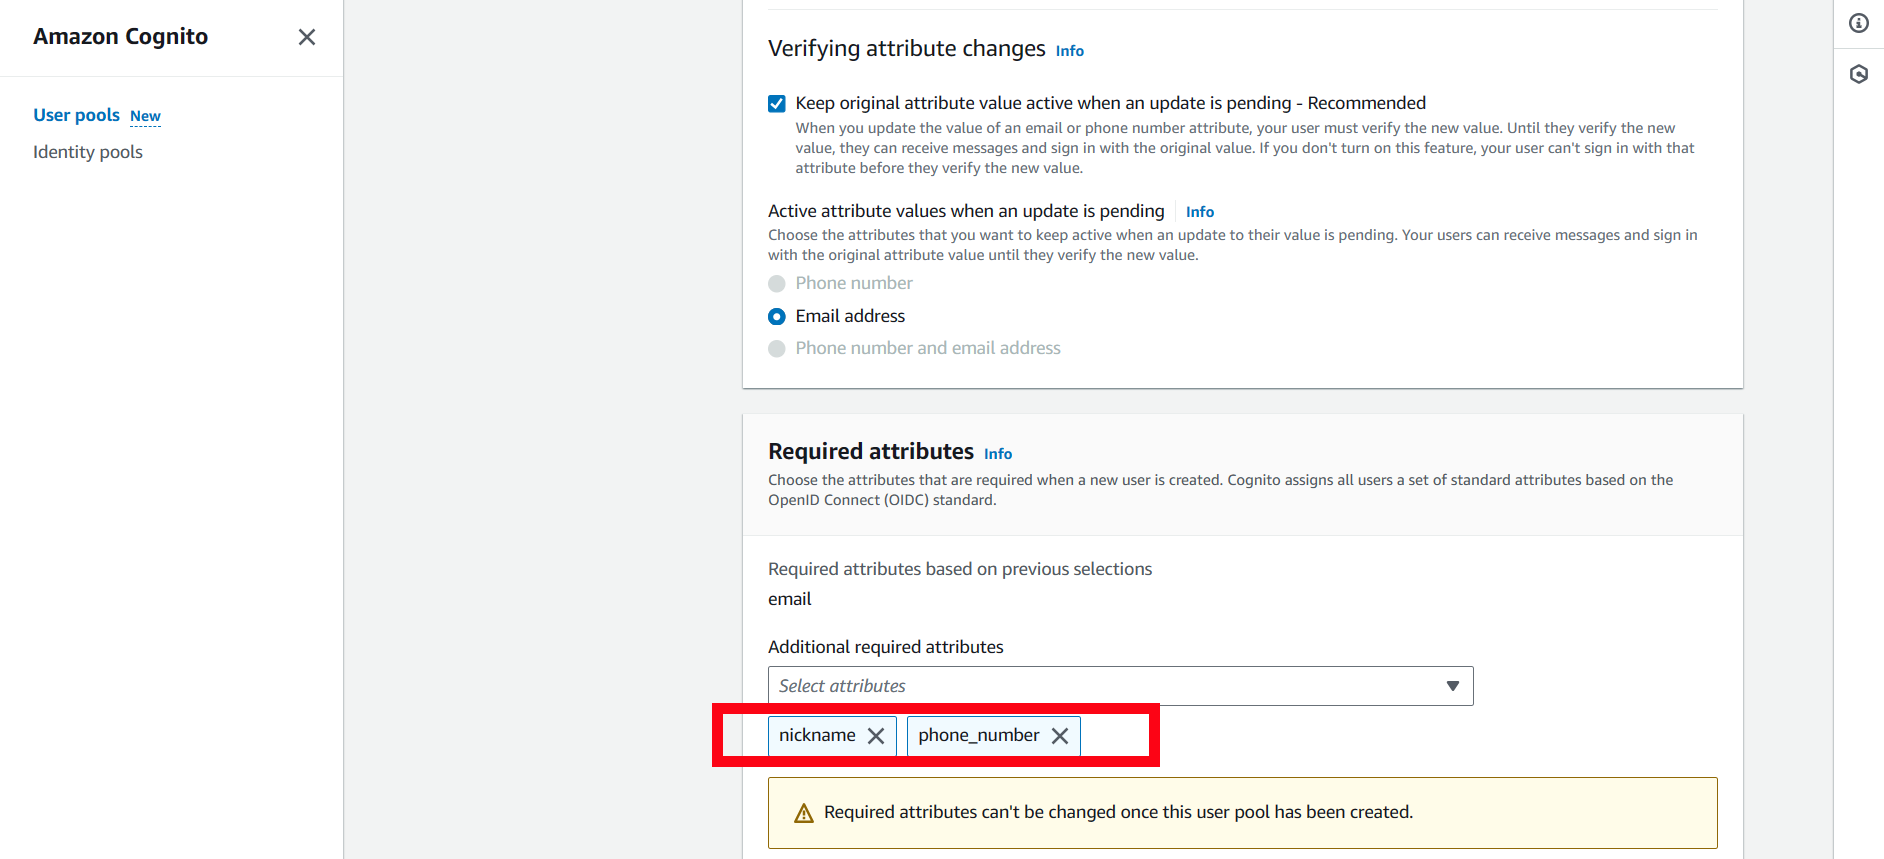 Amazon Cognito
User pools New
Identity pools
Verifying attribute changes Info
Keep original attribute value active when an update is pending - Recommended
When you update the value of an email or phone number attribute, your user must verify the new value. Until they verify the new
value, they can receive messages and sign in with the original value. If you don't turn on this feature, your user can't sign in with that
attribute before they verify the new value.
Active attribute values when an update is pending Info
Choose the attributes that you want to keep active when an update to their value is pending. Your users can receive messages and sign in
with the original attribute value until they verify the new value.
Phone number
Email address
Phone number and email address
Required attributes Info
Choose the attributes that are required when a new user is created. Cognito assigns all users a set of standard attributes based on the
OpenID Connect (OIDC) standard.
Required attributes based on previous selections
email
Additional required attributes
Select attributes
nickname phone_number
Required attributes can't be changed once this user pool has been created.